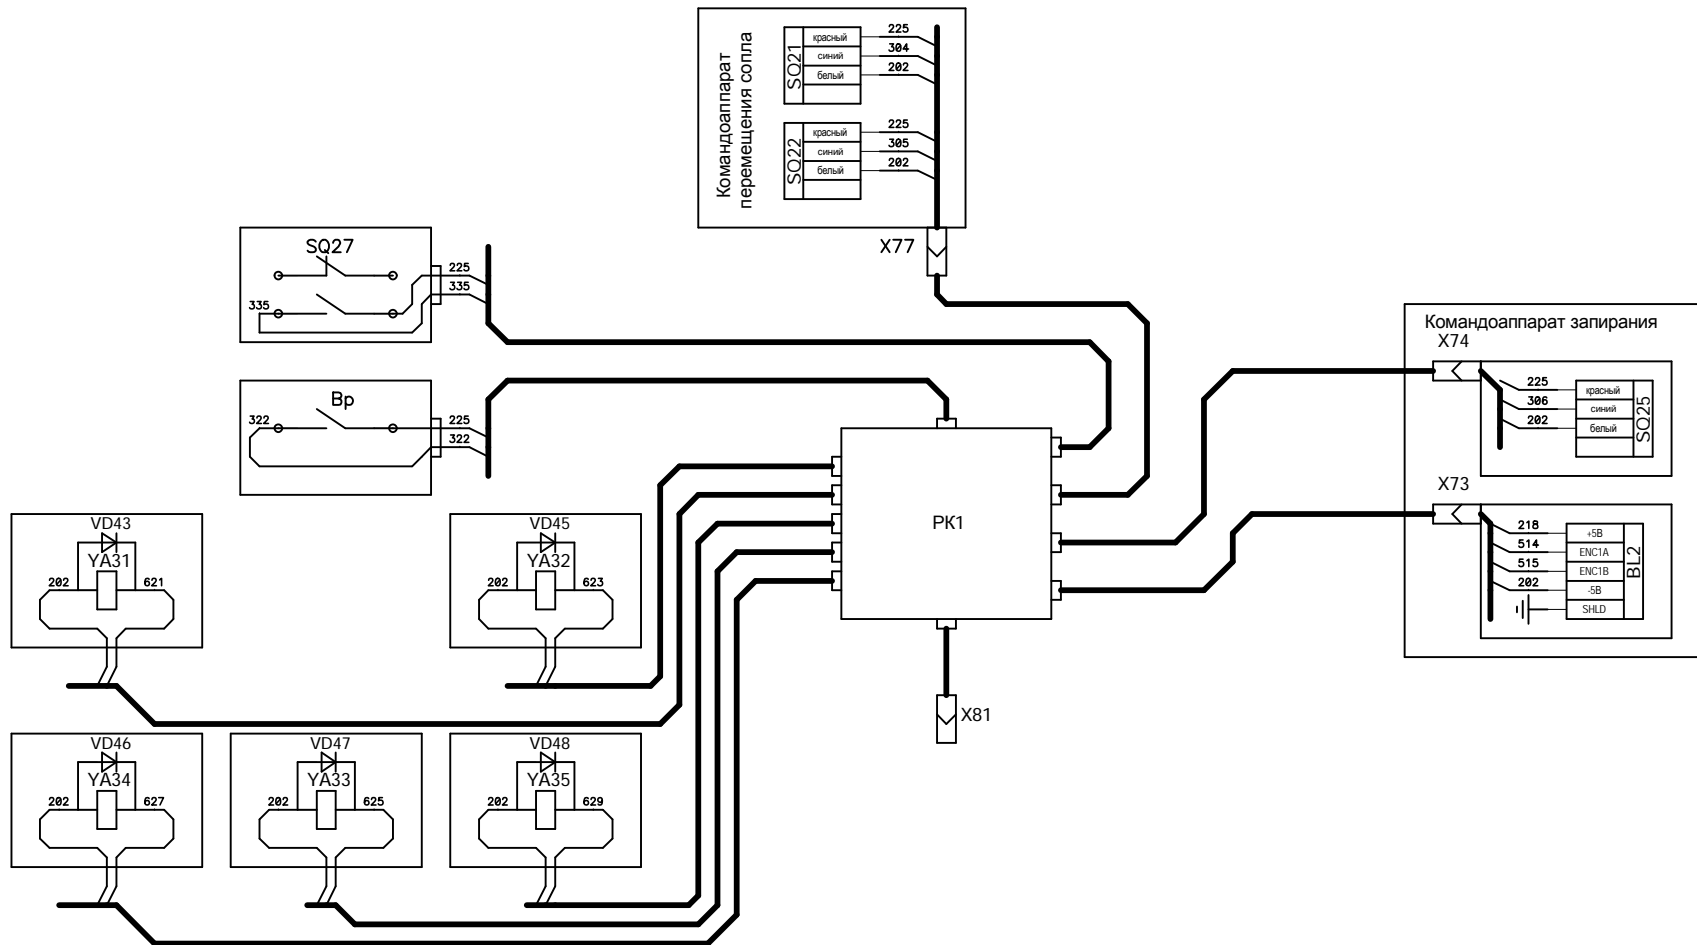 Командоаппарат
перемещения сопла
SQ21
красный
225
синий
304
белый
202
SQ22
красный
225
синий
305
белый
202
X77
SQ27
225
335
335
Вр
322
225
322
Командоаппарат запирания
X74
225
красный
306
синий
202
белый
SQ25
X73
218
+5В
514
ENC1A
515
ENC1B
202
-5В
SHLD
BL2
РК1
X81
VD43
YA31
202
621
VD45
YA32
202
623
VD46
YA34
202
627
VD47
YA33
202
625
VD48
YA35
202
629